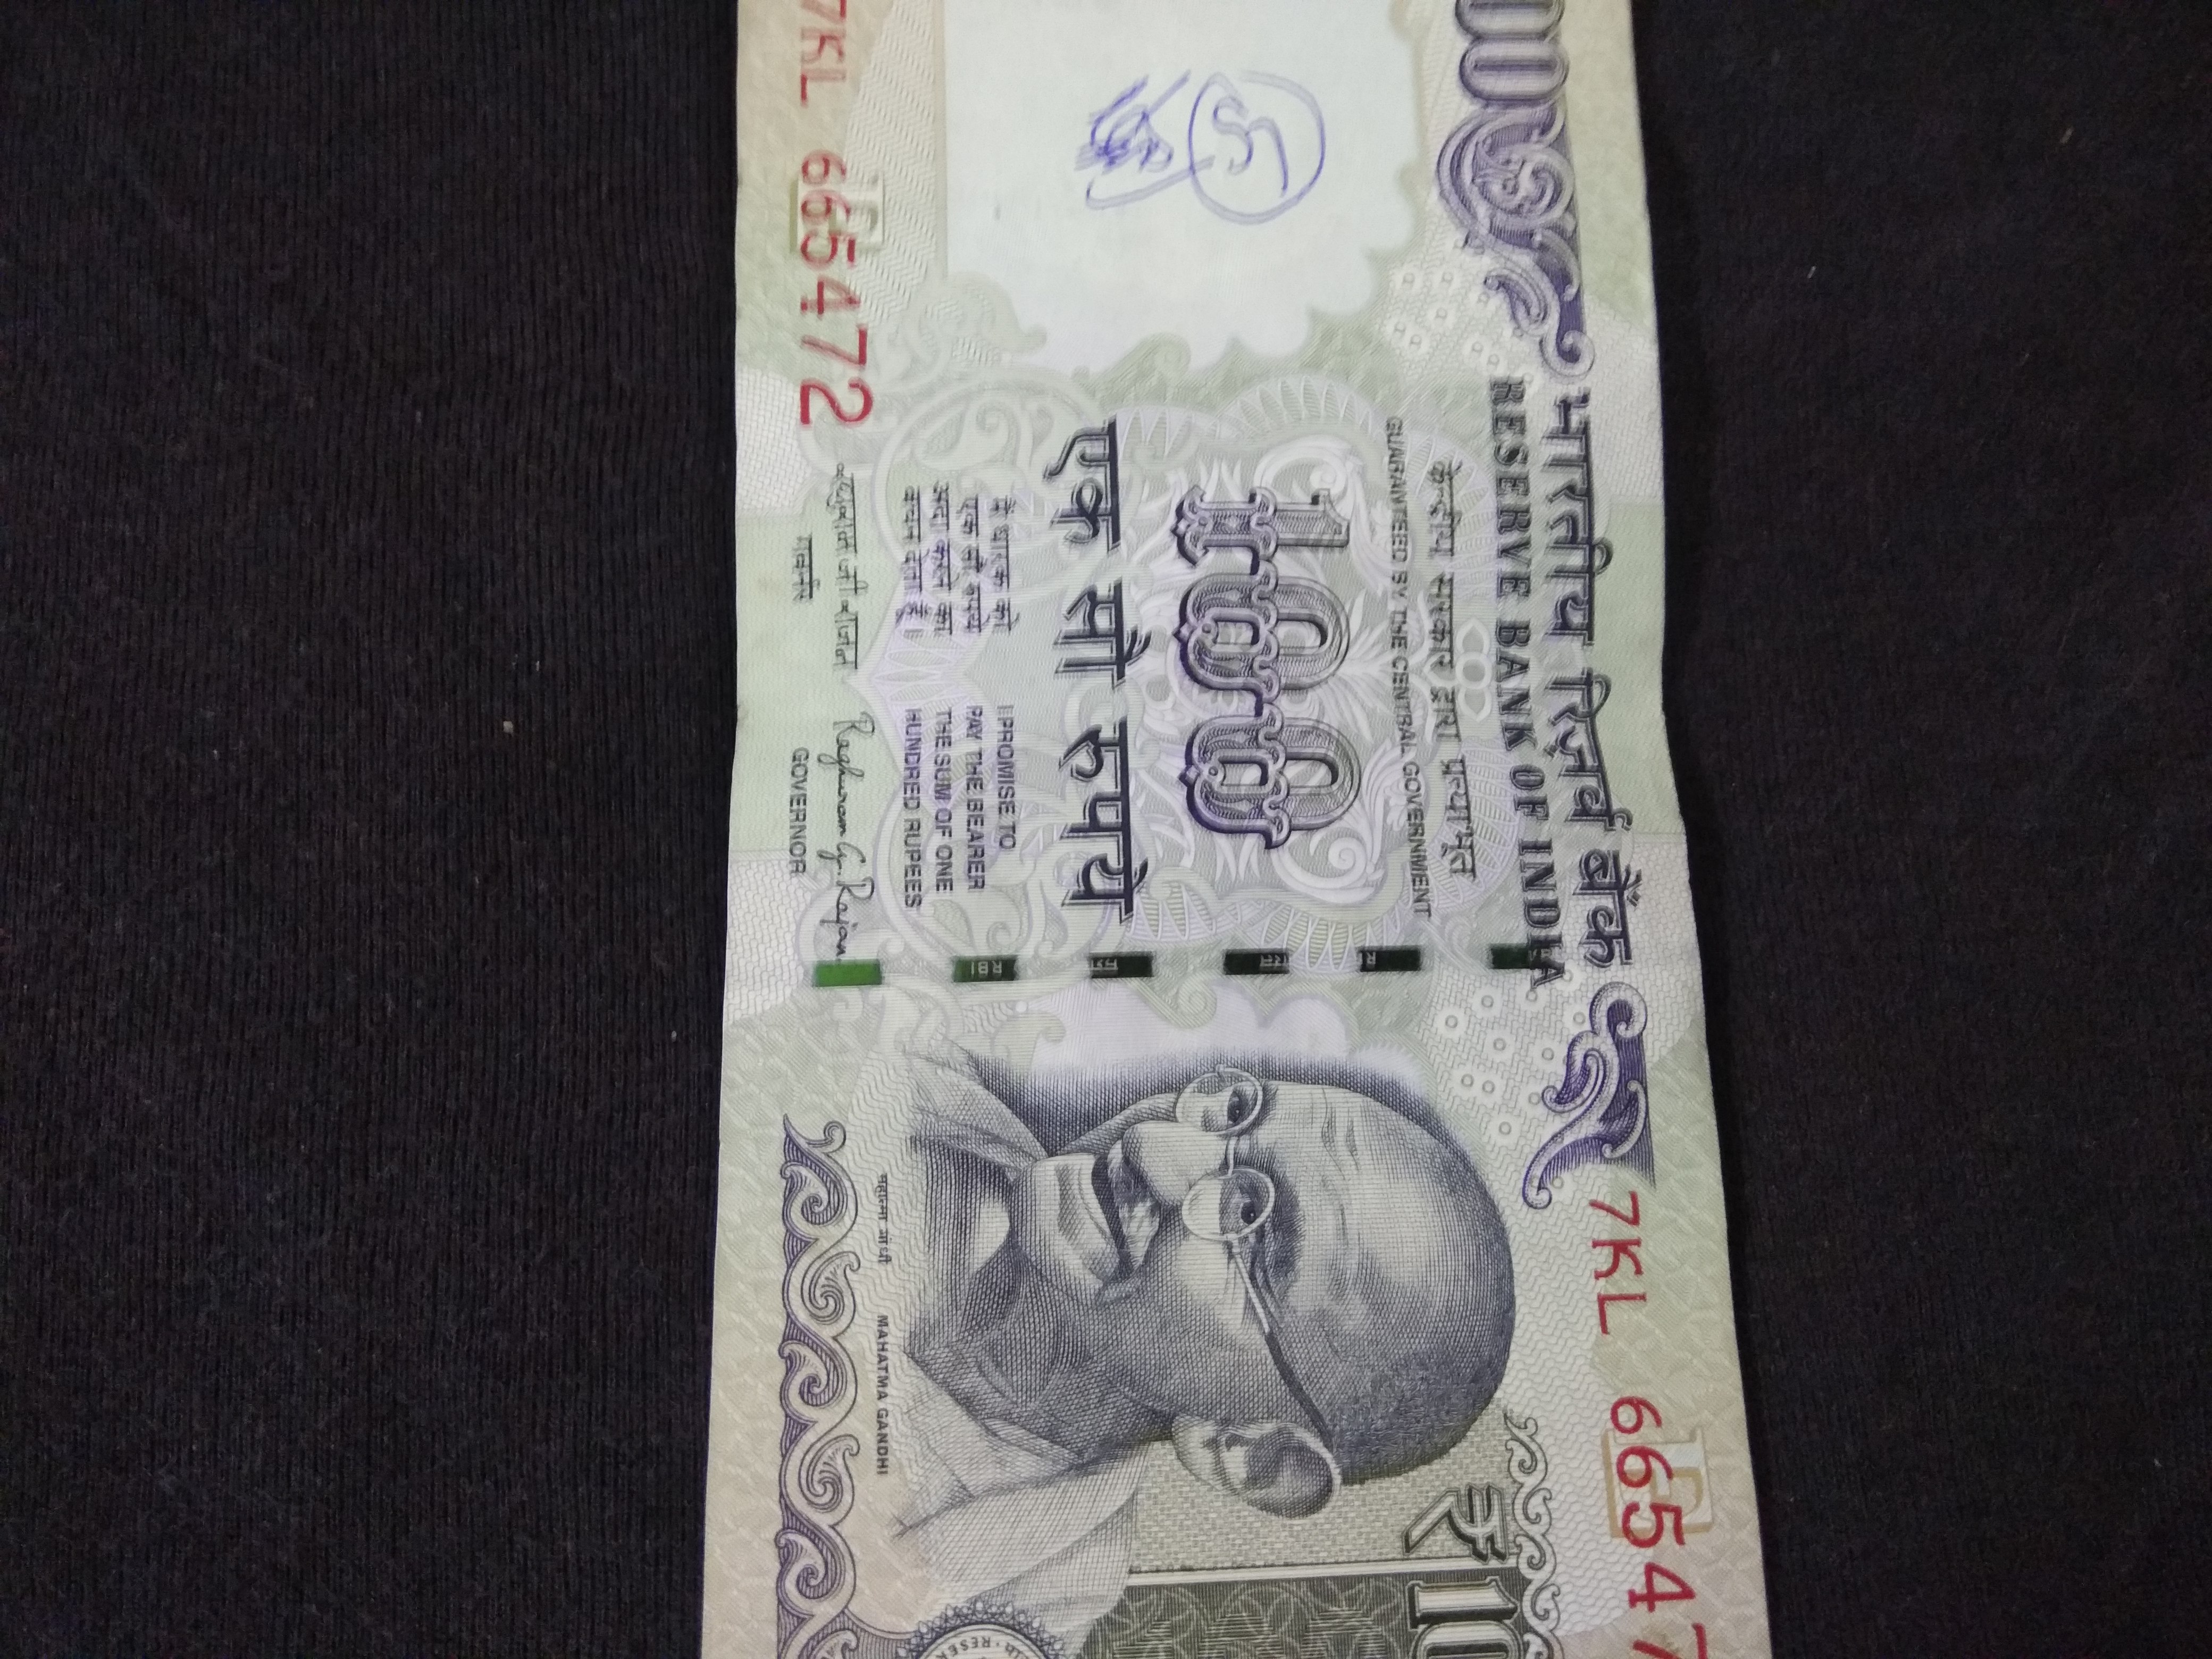 00
भारतीय रिज़र्व बैंक
RESERVE BANK OF INDIA
केन्द्रीय सरकार द्वारा प्रत्याभूत
GUARANTEED BY THE CENTRAL GOVERNMENT
7KL 66547
100
₹10
एक सौ रुपये
मैं धारक को
एक सौ रुपये
अदा करने का
वचन देता हूँ।
I PROMISE TO
PAY THE BEARER
THE SUM OF ONE
HUNDRED RUPEES
रघुराम जी राजन
गवर्नर
Raghuram G. Rajan
GOVERNOR
7KL 665472
महात्मा गांधी MAHATMA GANDHI
RBI
RESE